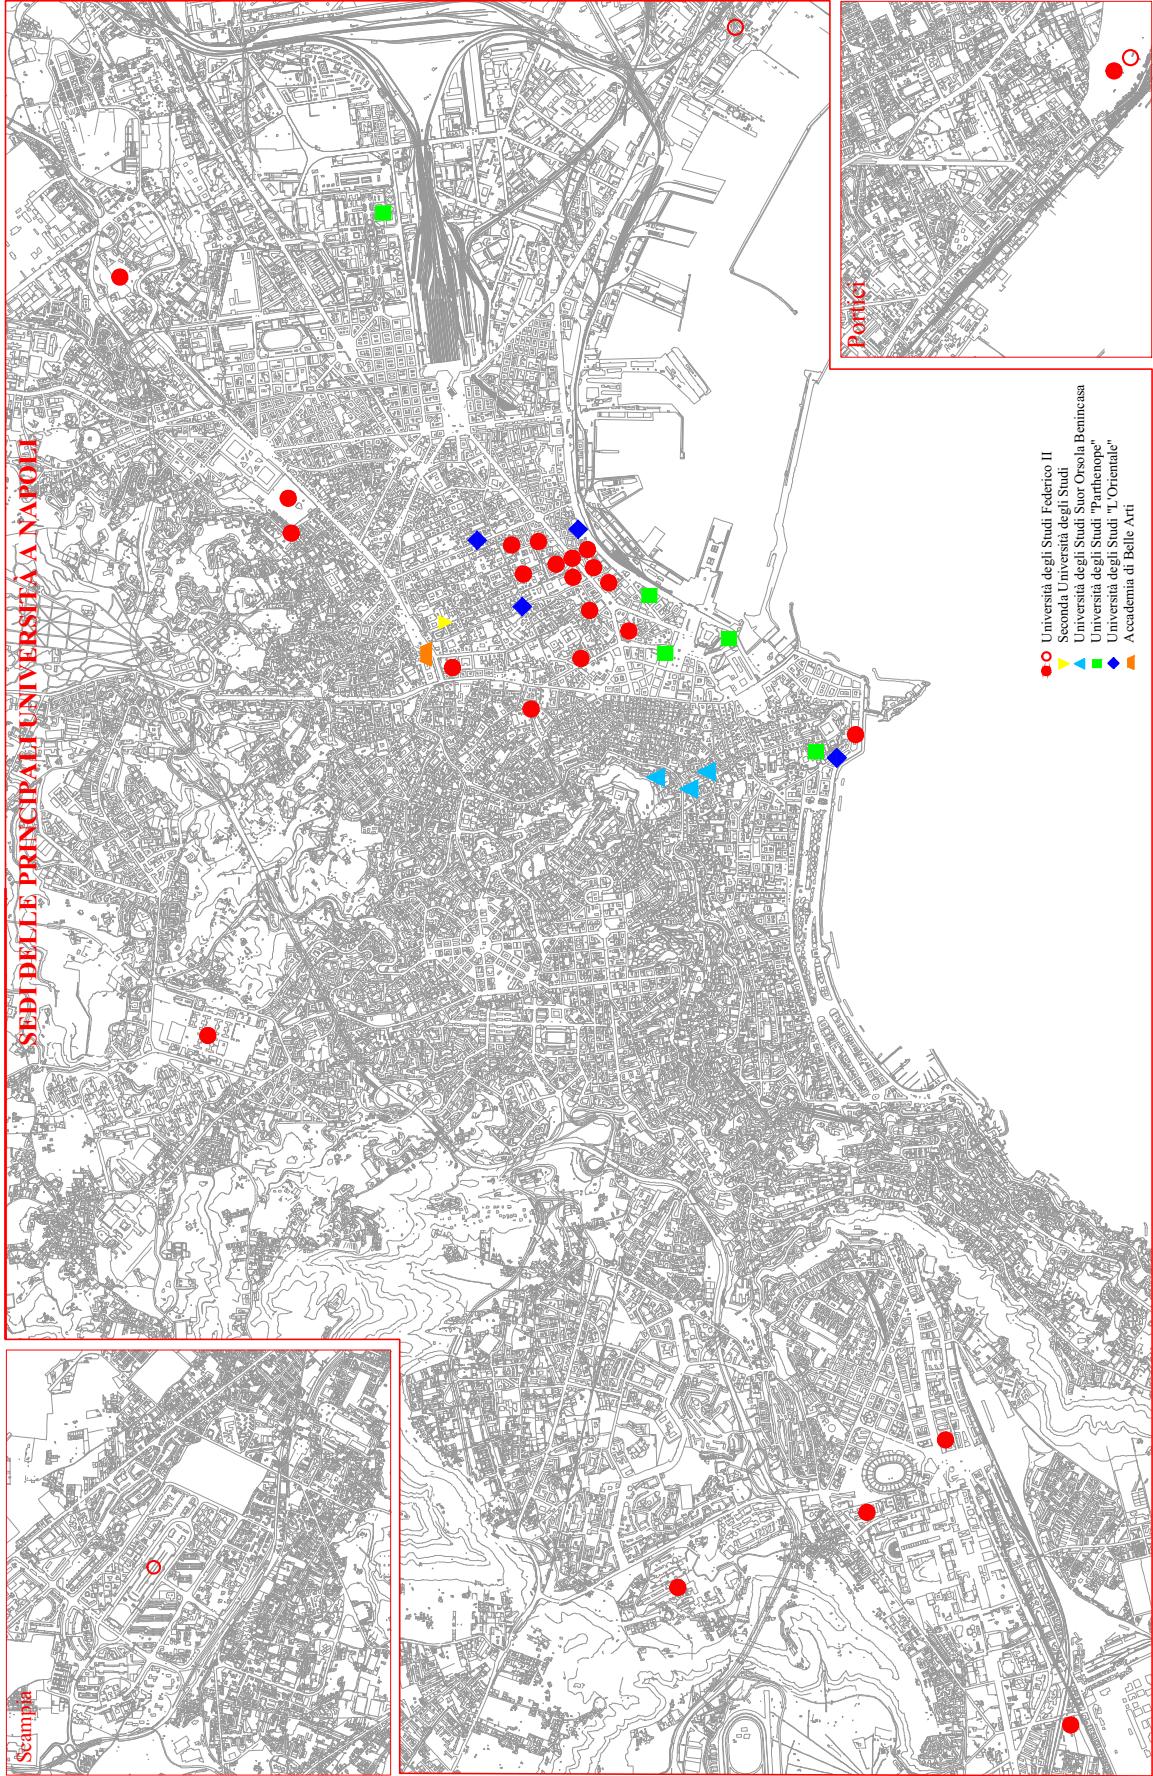 SEDI DELLE PRINCIPALI UNIVERSITÀ A NAPOLI
Scampia
Portici
Università degli Studi Federico II
Seconda Università degli Studi
Università degli Studi Suor Orsola Benincasa
Università degli Studi "Parthenope"
Università degli Studi "L'Orientale"
Accademia di Belle Arti